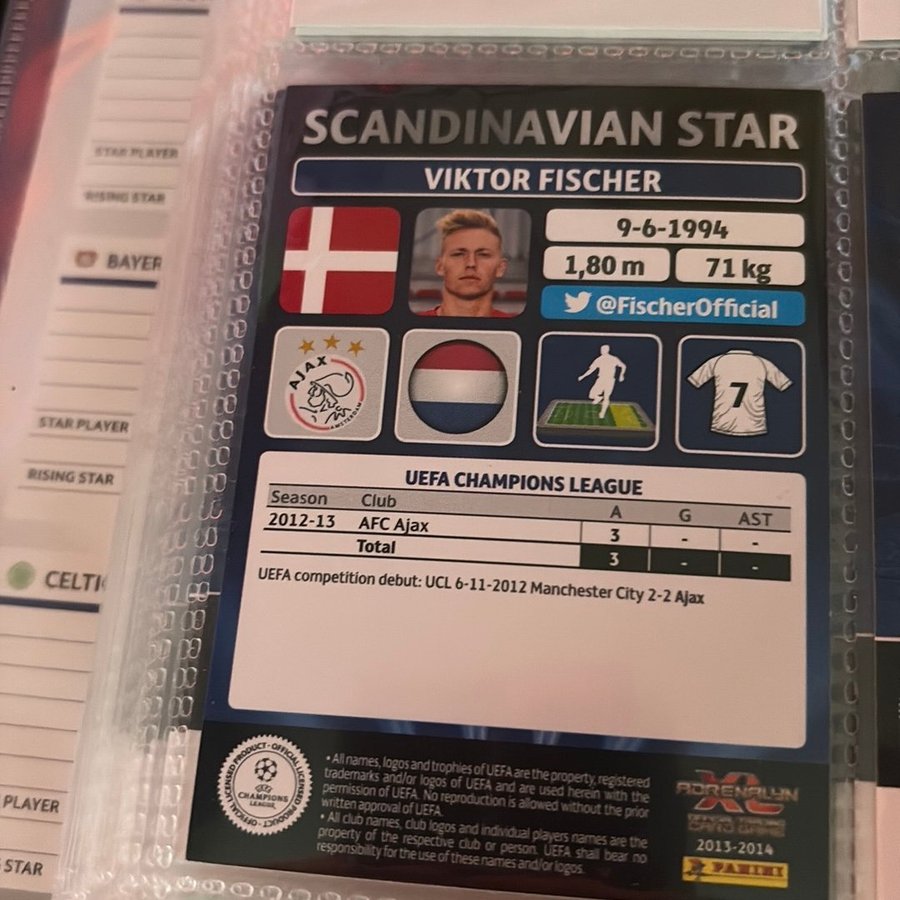 STAR PLAYER
RISING STAR
BAYER
STAR PLAYER
RISING STAR
CELTI
PLAYER
STAR
SCANDINAVIAN STAR
VIKTOR FISCHER
9-6-1994
1,80 m
71 kg
@FischerOfficial
AJAX
AMSTERDAM
7
UEFA CHAMPIONS LEAGUE
Season Club A G AST
2012-13 AFC Ajax 3 - -
Total 3 - -
UEFA competition debut: UCL 6-11-2012 Manchester City 2-2 Ajax
OFFICIAL LICENSED PRODUCT · OFFICIAL LICENSED PRODUCT ·
CHAMPIONS
LEAGUE
• All names, logos and trophies of UEFA are the property, registered
trademarks and/or logos of UEFA and are used herein with the
permission of UEFA. No reproduction is allowed without the prior
written approval of UEFA.
• All club names, club logos and individual players names are the
property of the respective club or person. UEFA shall bear no
responsibility for the use of these names and/or logos.
ADRENALYN
XL
2013-2014
PANINI